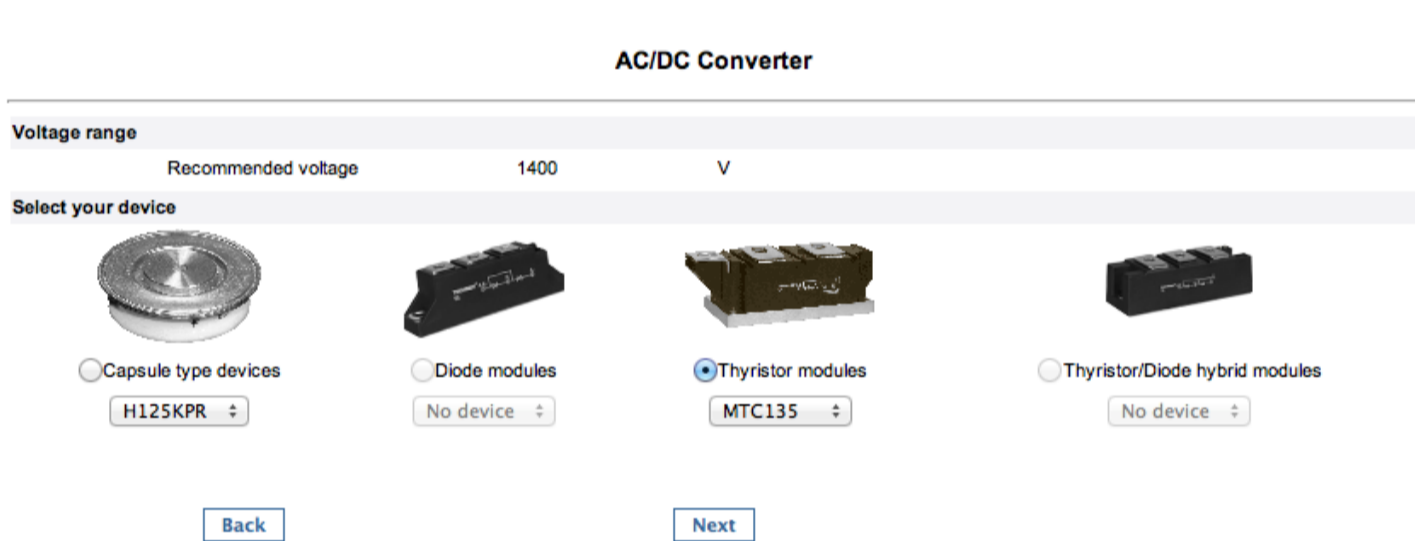 AC/DC Converter
Voltage range
Recommended voltage 1400 V
Select your device
Capsule type devices Diode modules Thyristor modules Thyristor/Diode hybrid modules
H125KPR No device MTC135 No device
Back Next